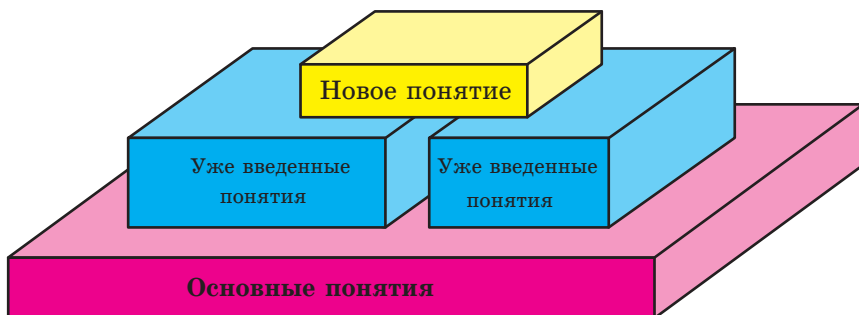 Новое понятие
Уже введенные
понятия
Уже введенные
понятия
Основные понятия